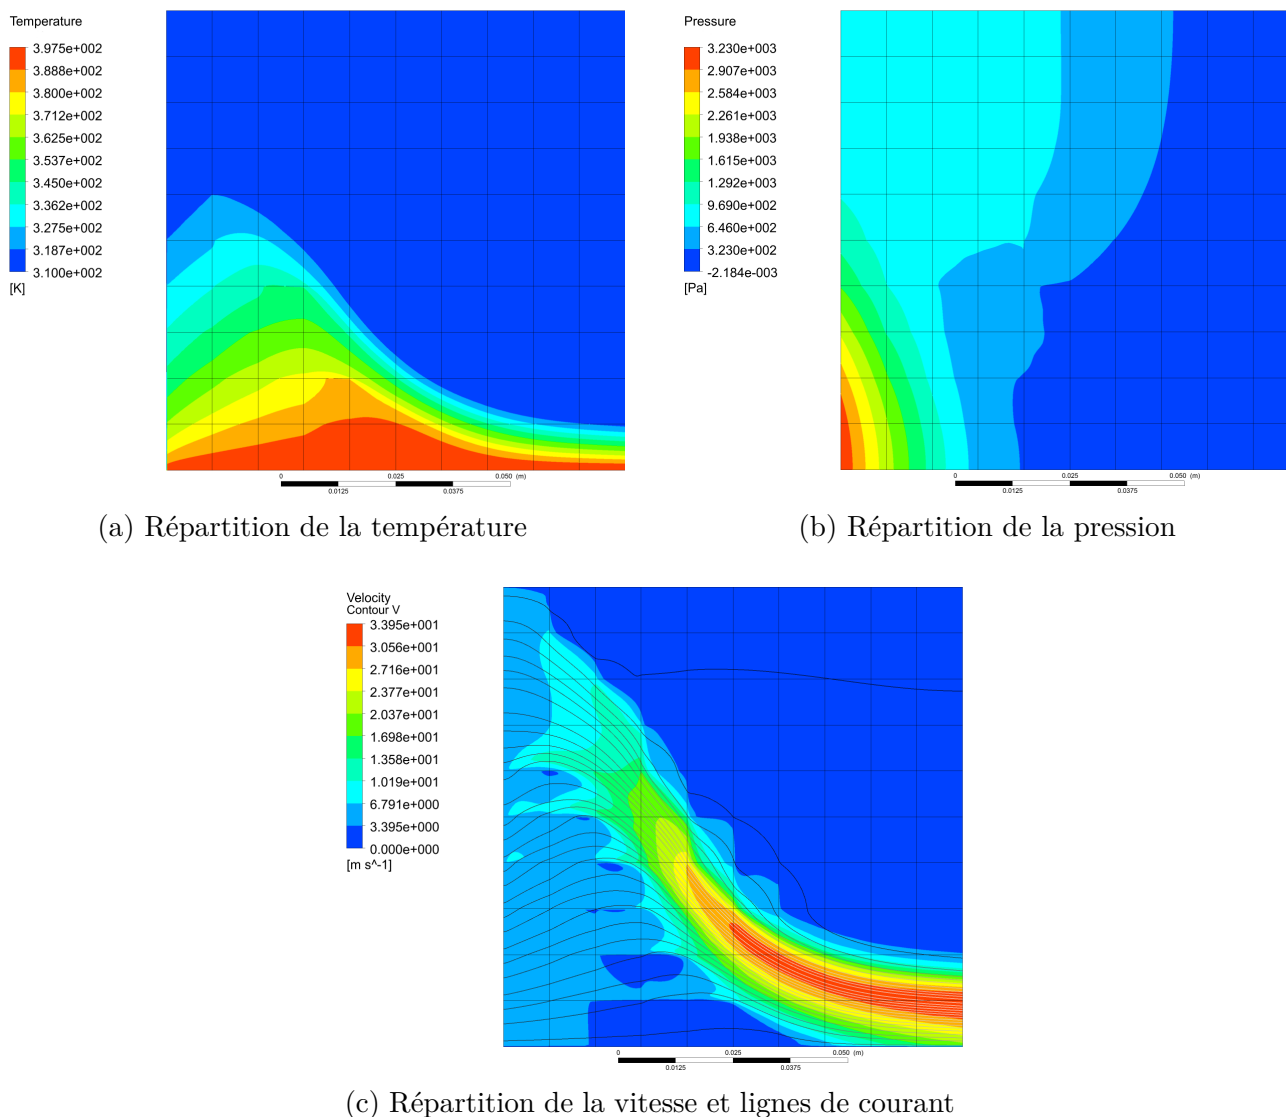 Temperature
3.975e+002
3.888e+002
3.800e+002
3.712e+002
3.625e+002
3.537e+002
3.450e+002
3.362e+002
3.275e+002
3.187e+002
3.100e+002
[K]
0 0.025 0.050 (m)
0.0125 0.0375
(a) Répartition de la température
Pressure
3.230e+003
2.907e+003
2.584e+003
2.261e+003
1.938e+003
1.615e+003
1.292e+003
9.690e+002
6.460e+002
3.230e+002
-2.184e-003
[Pa]
0 0.025 0.050 (m)
0.0125 0.0375
(b) Répartition de la pression
Velocity
Contour V
3.395e+001
3.056e+001
2.716e+001
2.377e+001
2.037e+001
1.698e+001
1.358e+001
1.019e+001
6.791e+000
3.395e+000
0.000e+000
[m s^-1]
0 0.025 0.050 (m)
0.0125 0.0375
(c) Répartition de la vitesse et lignes de courant